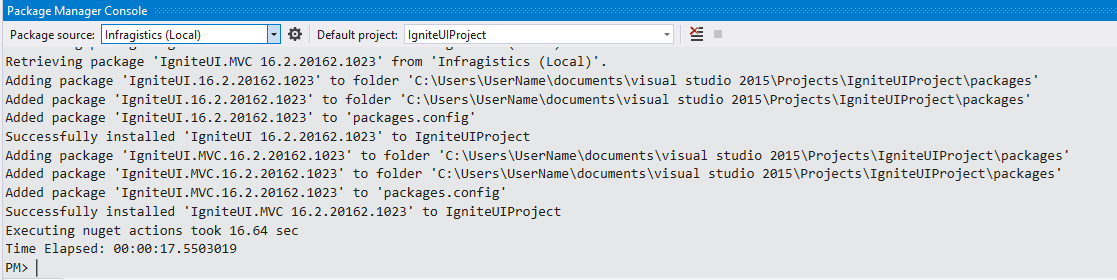 Package Manager Console
Package source: Infragistics (Local) Default project: IgniteUIProject
Retrieving package 'IgniteUI.MVC 16.2.20162.1023' from 'Infragistics (Local)'.
Adding package 'IgniteUI.16.2.20162.1023' to folder 'C:\Users\UserName\documents\visual studio 2015\Projects\IgniteUIProject\packages'
Added package 'IgniteUI.16.2.20162.1023' to folder 'C:\Users\UserName\documents\visual studio 2015\Projects\IgniteUIProject\packages'
Added package 'IgniteUI.16.2.20162.1023' to 'packages.config'
Successfully installed 'IgniteUI 16.2.20162.1023' to IgniteUIProject
Adding package 'IgniteUI.MVC.16.2.20162.1023' to folder 'C:\Users\UserName\documents\visual studio 2015\Projects\IgniteUIProject\packages'
Added package 'IgniteUI.MVC.16.2.20162.1023' to folder 'C:\Users\UserName\documents\visual studio 2015\Projects\IgniteUIProject\packages'
Added package 'IgniteUI.MVC.16.2.20162.1023' to 'packages.config'
Successfully installed 'IgniteUI.MVC 16.2.20162.1023' to IgniteUIProject
Executing nuget actions took 16.64 sec
Time Elapsed: 00:00:17.5503019
PM>